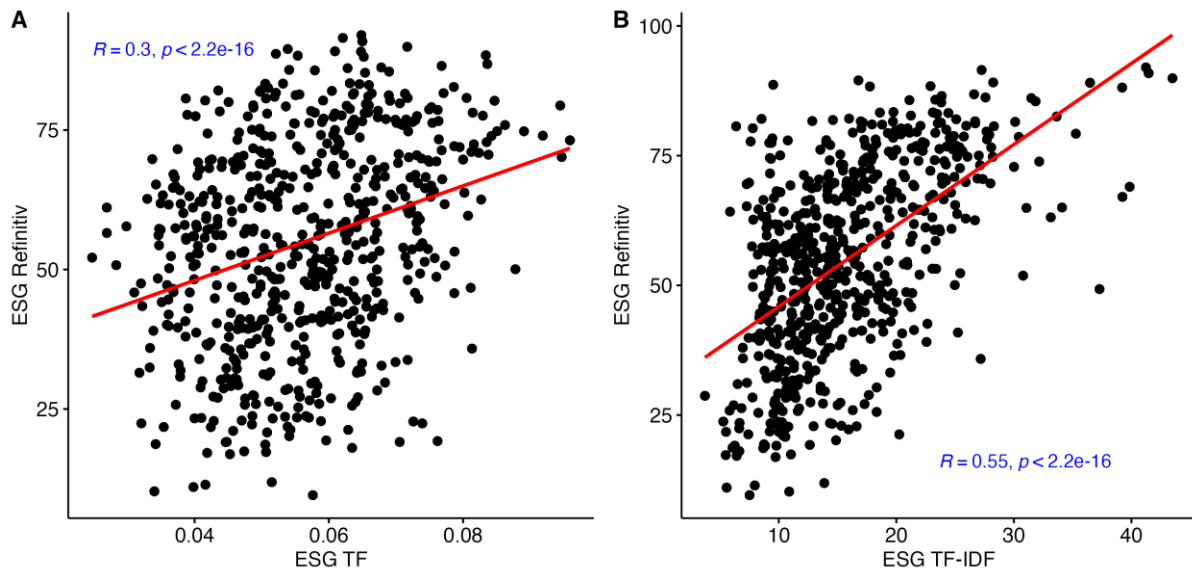 A
R = 0.3, p < 2.2e-16
75
50
25
ESG Refinitiv
0.04
0.06
0.08
ESG TF
B
100
75
50
25
ESG Refinitiv
R = 0.55, p < 2.2e-16
10
20
30
40
ESG TF-IDF